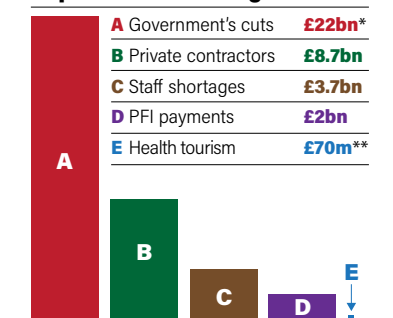 A Government's cuts £22bn*
B Private contractors £8.7bn
C Staff shortages £3.7bn
D PFI payments £2bn
E Health tourism £70m**
A
B
C
D
E